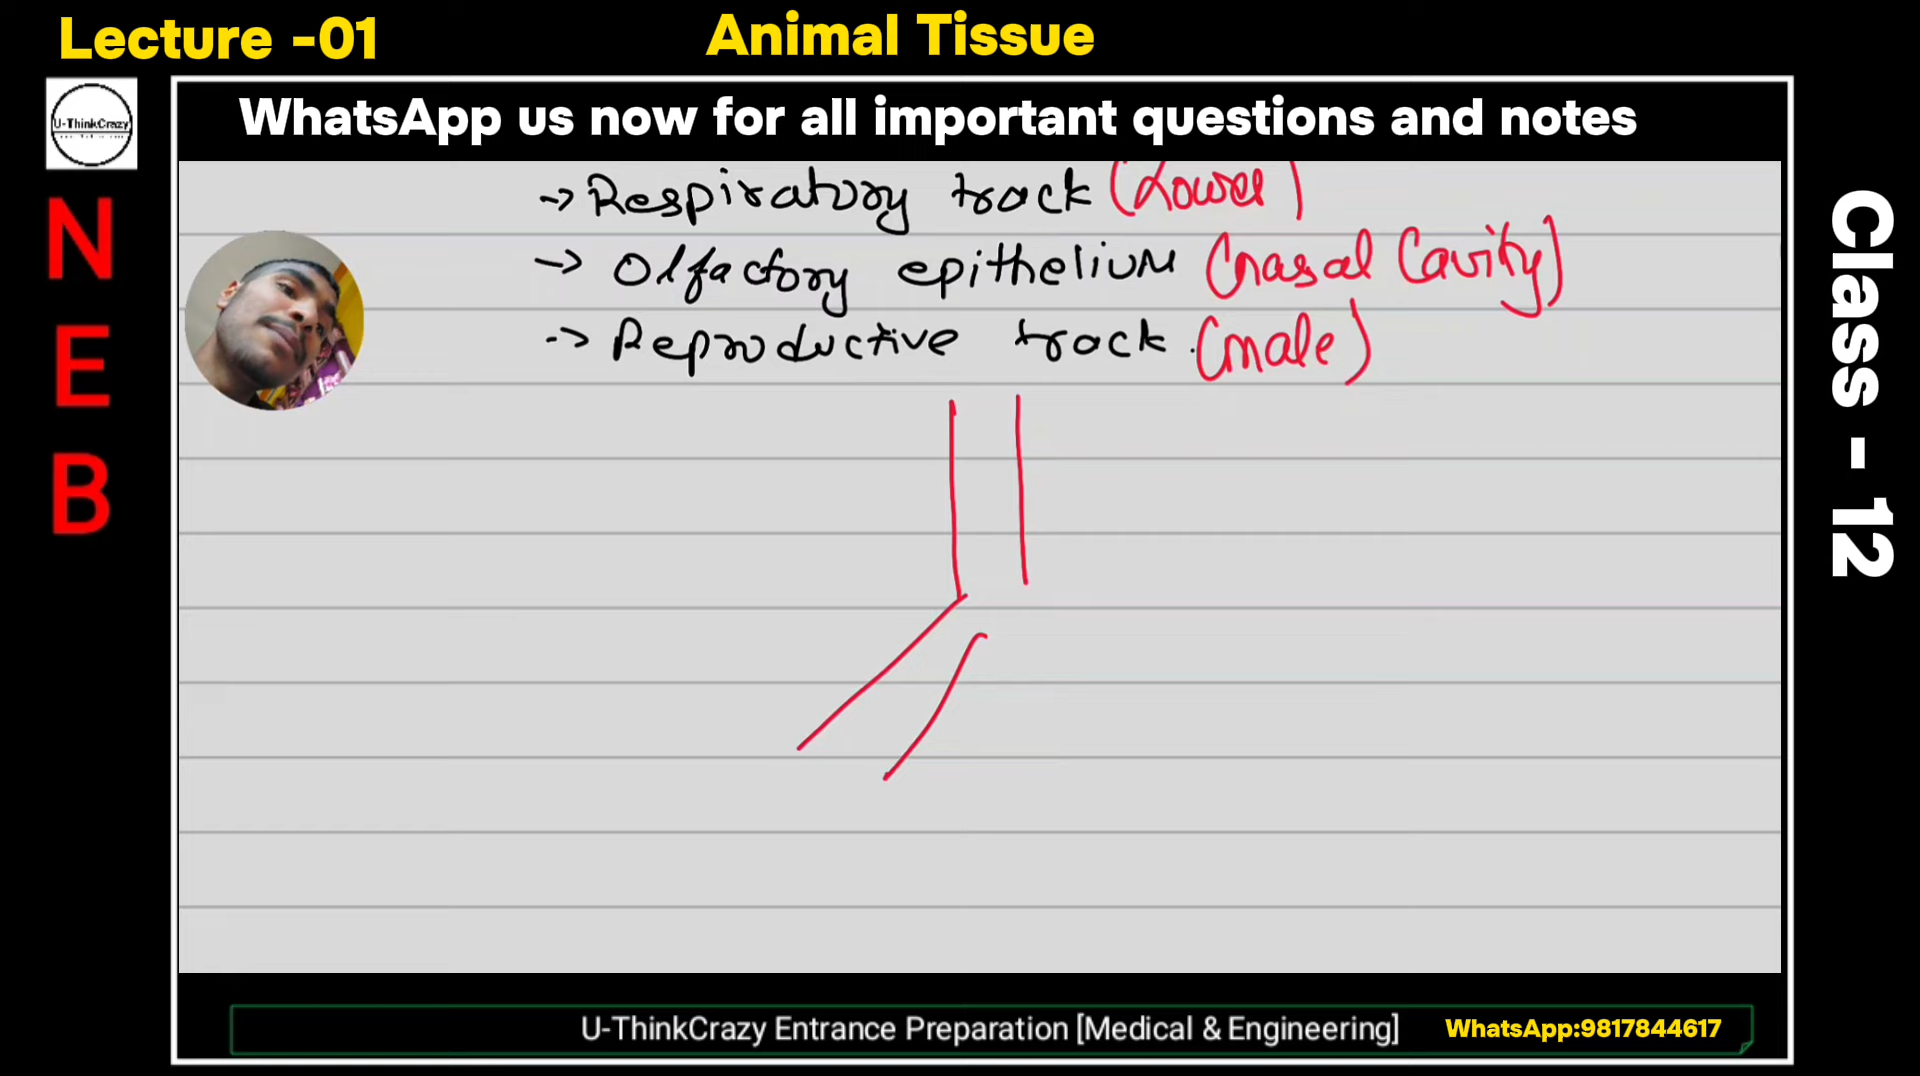 Lecture -01
Animal Tissue
U-ThinkCrazy
WhatsApp us now for all important questions and notes
N
E
B
Class - 12
-> Respiratory track (Lower)
-> Olfactory epithelium (nasal Cavity)
-> Reproductive track. (male)
U-ThinkCrazy Entrance Preparation [Medical & Engineering]
WhatsApp:9817844617